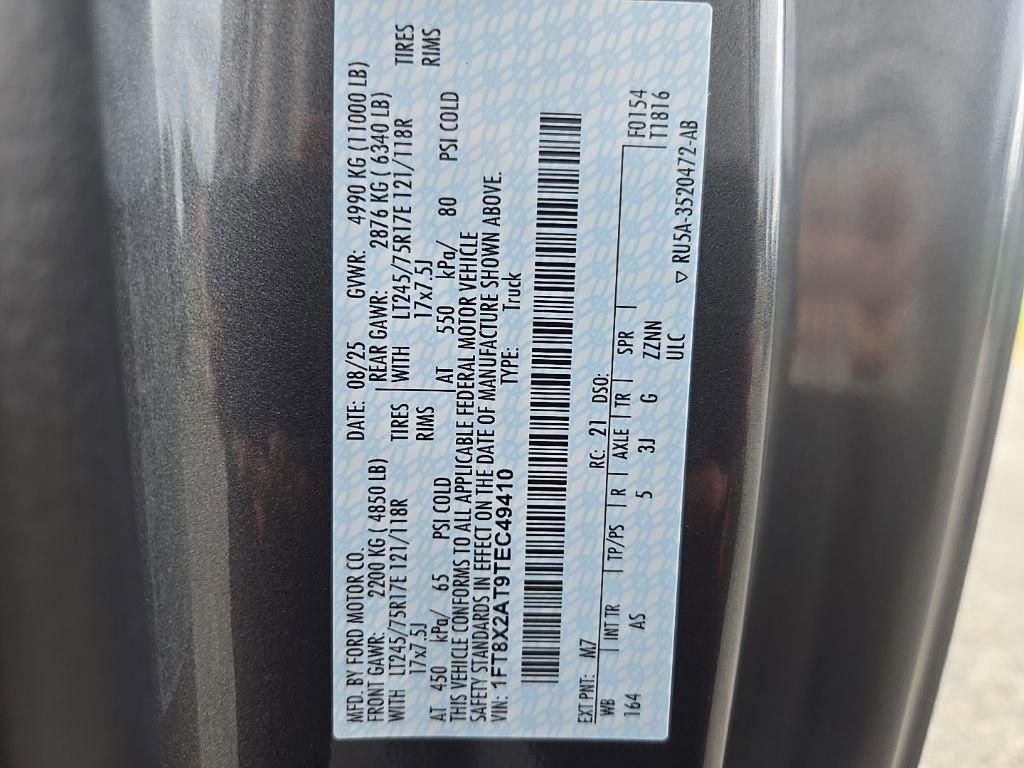 MFD. BY FORD MOTOR CO. DATE: 08/25 GVWR: 4990 KG (11000 LB)
FRONT GAWR: 2200 KG ( 4850 LB) REAR GAWR: 2876 KG ( 6340 LB)
WITH LT245/75R17E 121/118R TIRES WITH LT245/75R17E 121/118R TIRES
17x7.5J RIMS 17x7.5J RIMS
AT 450 kPa/ 65 PSI COLD AT 550 kPa/ 80 PSI COLD
THIS VEHICLE CONFORMS TO ALL APPLICABLE FEDERAL MOTOR VEHICLE
SAFETY STANDARDS IN EFFECT ON THE DATE OF MANUFACTURE SHOWN ABOVE.
VIN: 1FT8X2AT9TEC49410 TYPE: Truck
EXT PNT: M7 RC: 21 DSO:
WB INT TR TP/PS R AXLE TR SPR F0154
164 AS 5 3J G ZZNN T1816
ULC
▽ RU5A-3520472-AB